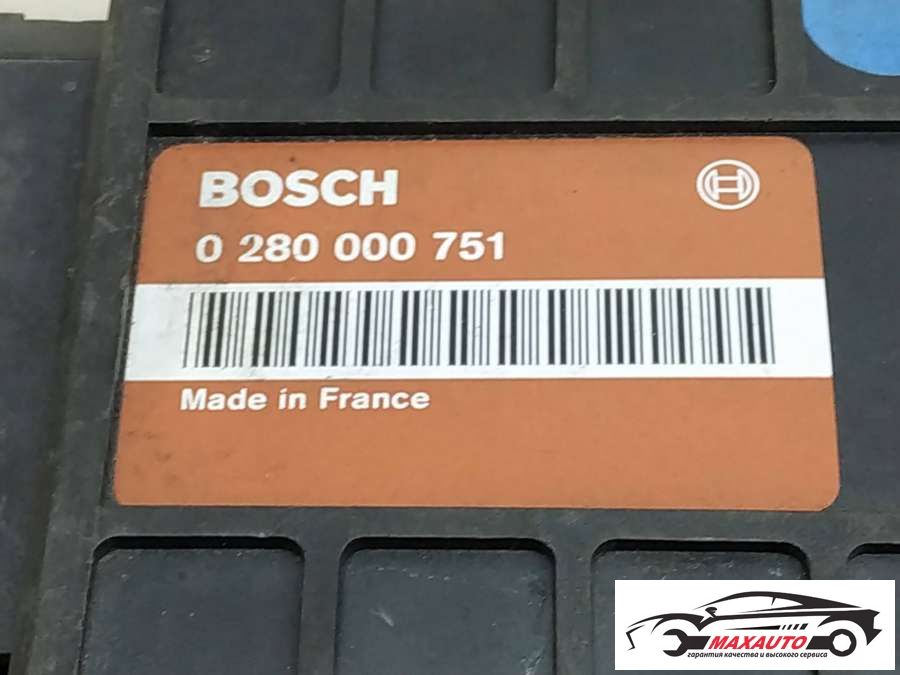 BOSCH
0 280 000 751
Made in France
MAXAUTO
гарантия качества и высокого сервиса